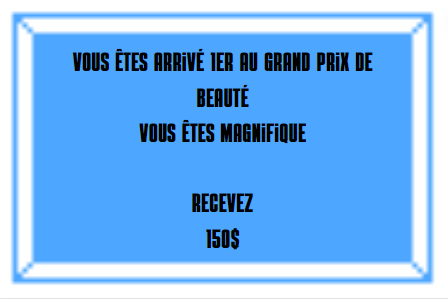 VOUS ÊTES ARRiVÉ 1ER AU GRAND PRiX DE
BEAUTÉ
VOUS ÊTES MAGNiFiQUE
RECEVEZ
150$